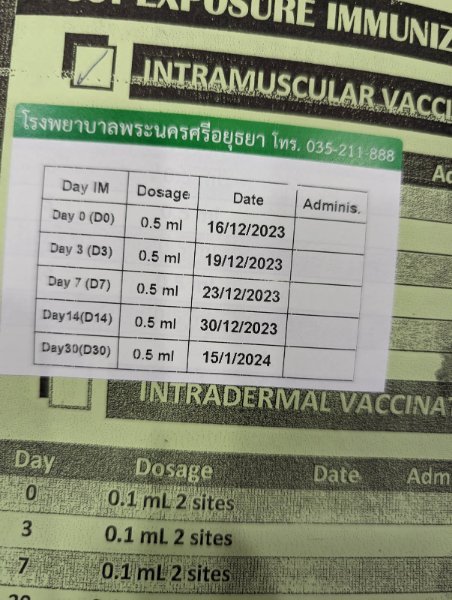 EXPOSURE IMMUNIZ
INTRAMUSCULAR VACCI
โรงพยาบาลพระนครศรีอยุธยา โทร. 035-211-888
Day IM Dosage Date Adminis.
Day 0 (D0) 0.5 ml 16/12/2023
Day 3 (D3) 0.5 ml 19/12/2023
Day 7 (D7) 0.5 ml 23/12/2023
Day14(D14) 0.5 ml 30/12/2023
Day30(D30) 0.5 ml 15/1/2024
INTRADERMAL VACCINAT
Day Dosage Date Adm
0 0.1 mL 2 sites
3 0.1 mL 2 sites
7 0.1 mL 2 sites